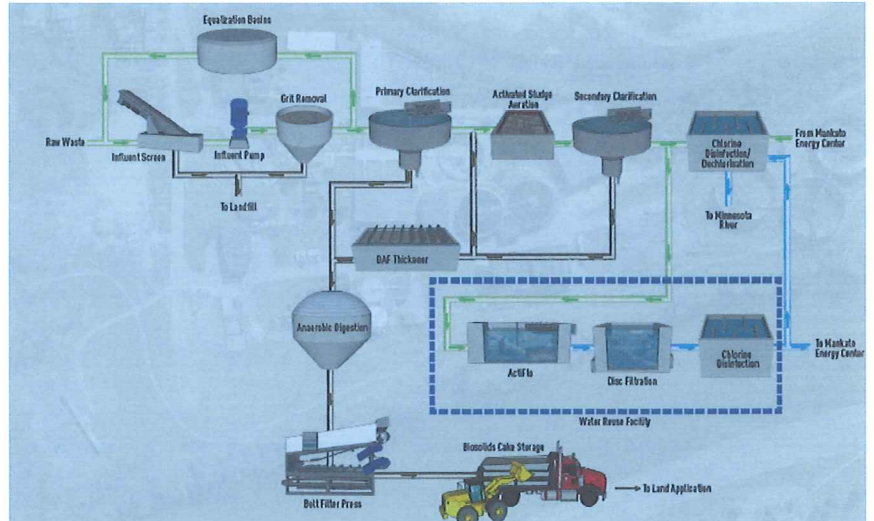 Equalization Basins
Grit Removal
Primary Clarification
Activated Sludge
Aeration
Secondary Clarification
Raw Waste
Influent Screen
Influent Pump
Chlorine
Disinfection/
Dechlorination
From Mankato
Energy Center
To Landfill
To Minnesota
River
DAF Thickener
Anaerobic Digestion
ActiFlo
Disc Filtration
Chlorine
Disinfection
To Mankato
Energy Center
Water Reuse Facility
Biosolids Cake Storage
Belt Filter Press
To Land Application